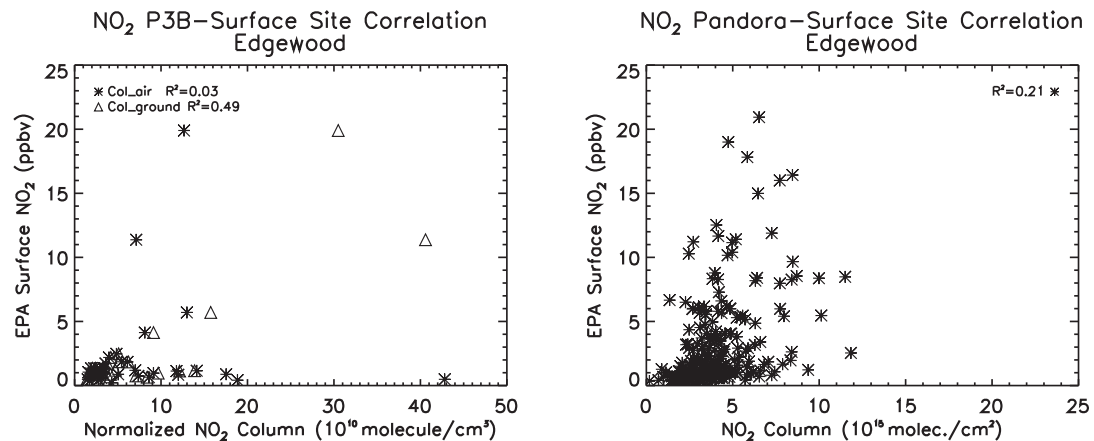 NO₂ P3B–Surface Site Correlation
Edgewood
Col_air R²=0.03
Col_ground R²=0.49
EPA Surface NO₂ (ppbv)
25
20
15
10
5
0
0 10 20 30 40 50
Normalized NO₂ Column (10¹⁰ molecule/cm³)
NO₂ Pandora–Surface Site Correlation
Edgewood
R²=0.21
EPA Surface NO₂ (ppbv)
25
20
15
10
5
0
0 5 10 15 20 25
NO₂ Column (10¹⁵ molec./cm²)